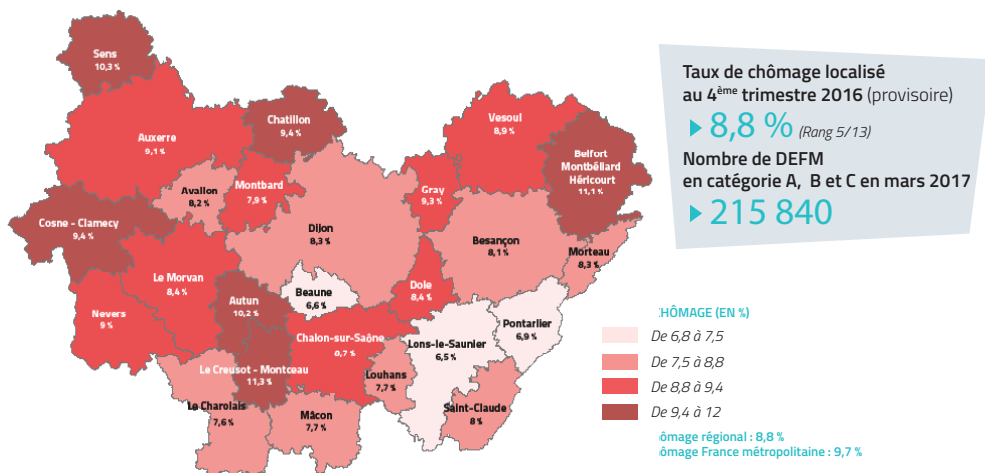 Sens
10,3 %
Auxerre
9,1 %
Chatillon
9,4 %
Vesoul
8,9 %
Belfort
Montbéliard
Héricourt
11,1 %
Avallon
8,2 %
Montbard
7,9 %
Gray
9,3 %
Cosne - Clamecy
9,4 %
Dijon
8,3 %
Besançon
8,1 %
Morteau
8,3 %
Le Morvan
8,4 %
Beaune
6,6 %
Dole
8,4 %
Nevers
9 %
Autun
10,2 %
Chalon-sur-Saône
8,7 %
Lons-le-Saunier
6,5 %
Pontarlier
6,9 %
Le Creusot - Montceau
11,3 %
Louhans
7,7 %
Le Charolais
7,6 %
Mâcon
7,7 %
Saint-Claude
8 %
Taux de chômage localisé
au 4ème trimestre 2016 (provisoire)
8,8 % (Rang 5/13)
Nombre de DEFM
en catégorie A, B et C en mars 2017
215 840
HÔMAGE (EN %)
De 6,8 à 7,5
De 7,5 à 8,8
De 8,8 à 9,4
De 9,4 à 12
ômage régional : 8,8 %
ômage France métropolitaine : 9,7 %